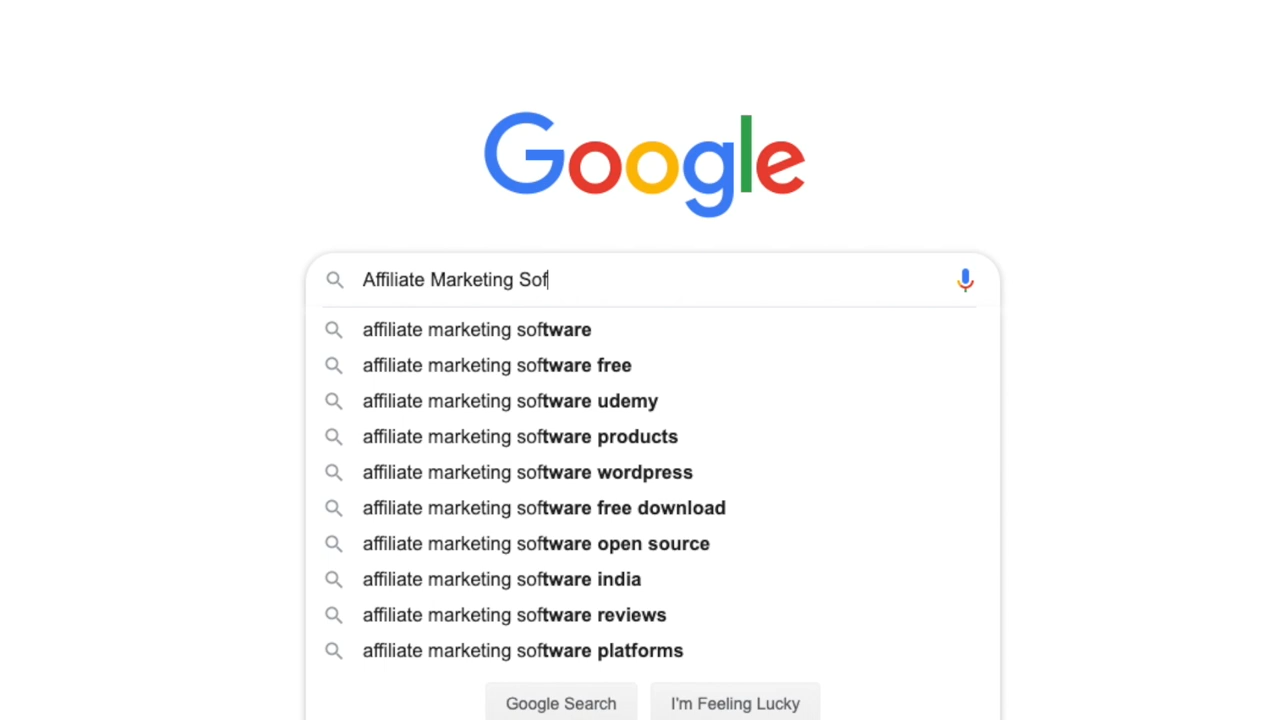 Google
Affiliate Marketing Sof
affiliate marketing software
affiliate marketing software free
affiliate marketing software udemy
affiliate marketing software products
affiliate marketing software wordpress
affiliate marketing software free download
affiliate marketing software open source
affiliate marketing software india
affiliate marketing software reviews
affiliate marketing software platforms
Google Search I'm Feeling Lucky